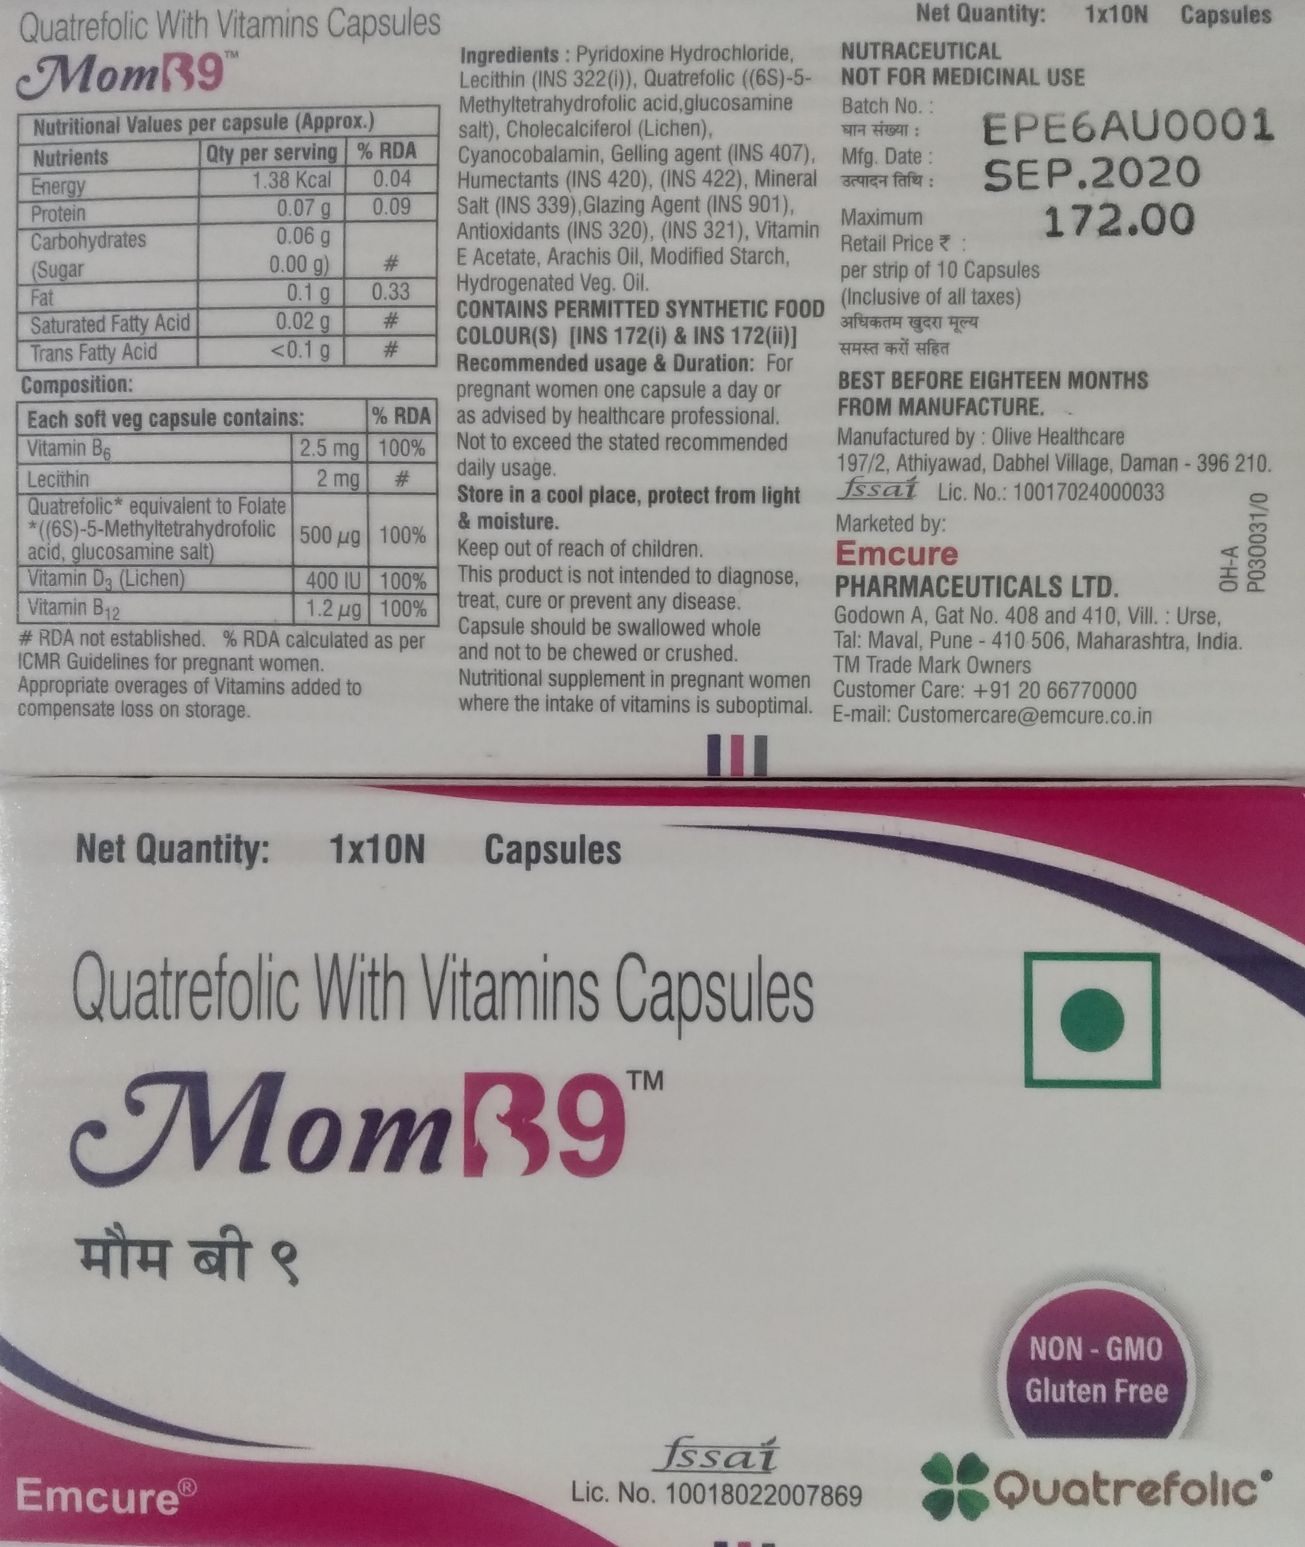 Quatrefolic With Vitamins Capsules
MomB9™
Nutritional Values per capsule (Approx.)
Nutrients Qty per serving % RDA
Energy 1.38 Kcal 0.04
Protein 0.07 g 0.09
Carbohydrates 0.06 g
(Sugar 0.00 g) #
Fat 0.1 g 0.33
Saturated Fatty Acid 0.02 g #
Trans Fatty Acid <0.1 g #
Composition:
Each soft veg capsule contains: % RDA
Vitamin B6 2.5 mg 100%
Lecithin 2 mg #
Quatrefolic* equivalent to Folate
*((6S)-5-Methyltetrahydrofolic
acid, glucosamine salt) 500 µg 100%
Vitamin D3 (Lichen) 400 IU 100%
Vitamin B12 1.2 µg 100%
# RDA not established. % RDA calculated as per
ICMR Guidelines for pregnant women.
Appropriate overages of Vitamins added to
compensate loss on storage.
Ingredients : Pyridoxine Hydrochloride,
Lecithin (INS 322(i)), Quatrefolic ((6S)-5-
Methyltetrahydrofolic acid,glucosamine
salt), Cholecalciferol (Lichen),
Cyanocobalamin, Gelling agent (INS 407),
Humectants (INS 420), (INS 422), Mineral
Salt (INS 339),Glazing Agent (INS 901),
Antioxidants (INS 320), (INS 321), Vitamin
E Acetate, Arachis Oil, Modified Starch,
Hydrogenated Veg. Oil.
CONTAINS PERMITTED SYNTHETIC FOOD
COLOUR(S) [INS 172(i) & INS 172(ii)]
Recommended usage & Duration: For
pregnant women one capsule a day or
as advised by healthcare professional.
Not to exceed the stated recommended
daily usage.
Store in a cool place, protect from light
& moisture.
Keep out of reach of children.
This product is not intended to diagnose,
treat, cure or prevent any disease.
Capsule should be swallowed whole
and not to be chewed or crushed.
Nutritional supplement in pregnant women
where the intake of vitamins is suboptimal.
Net Quantity: 1x10N Capsules
NUTRACEUTICAL
NOT FOR MEDICINAL USE
Batch No. :
घान संख्या : EPE6AU0001
Mfg. Date :
उत्पादन तिथि : SEP.2020
Maximum 172.00
Retail Price ₹ :
per strip of 10 Capsules
(Inclusive of all taxes)
अधिकतम खुदरा मूल्य
समस्त करों सहित
BEST BEFORE EIGHTEEN MONTHS
FROM MANUFACTURE.
Manufactured by : Olive Healthcare
197/2, Athiyawad, Dabhel Village, Daman - 396 210.
fssai Lic. No.: 10017024000033
Marketed by:
Emcure
PHARMACEUTICALS LTD.
Godown A, Gat No. 408 and 410, Vill. : Urse,
Tal: Maval, Pune - 410 506, Maharashtra, India.
TM Trade Mark Owners
Customer Care: +91 20 66770000
E-mail: Customercare@emcure.co.in
OH-A
P030031/0
Net Quantity: 1x10N Capsules
Quatrefolic With Vitamins Capsules
MomB9™
मौम बी ९
NON - GMO
Gluten Free
Emcure®
fssai
Lic. No. 10018022007869
Quatrefolic®